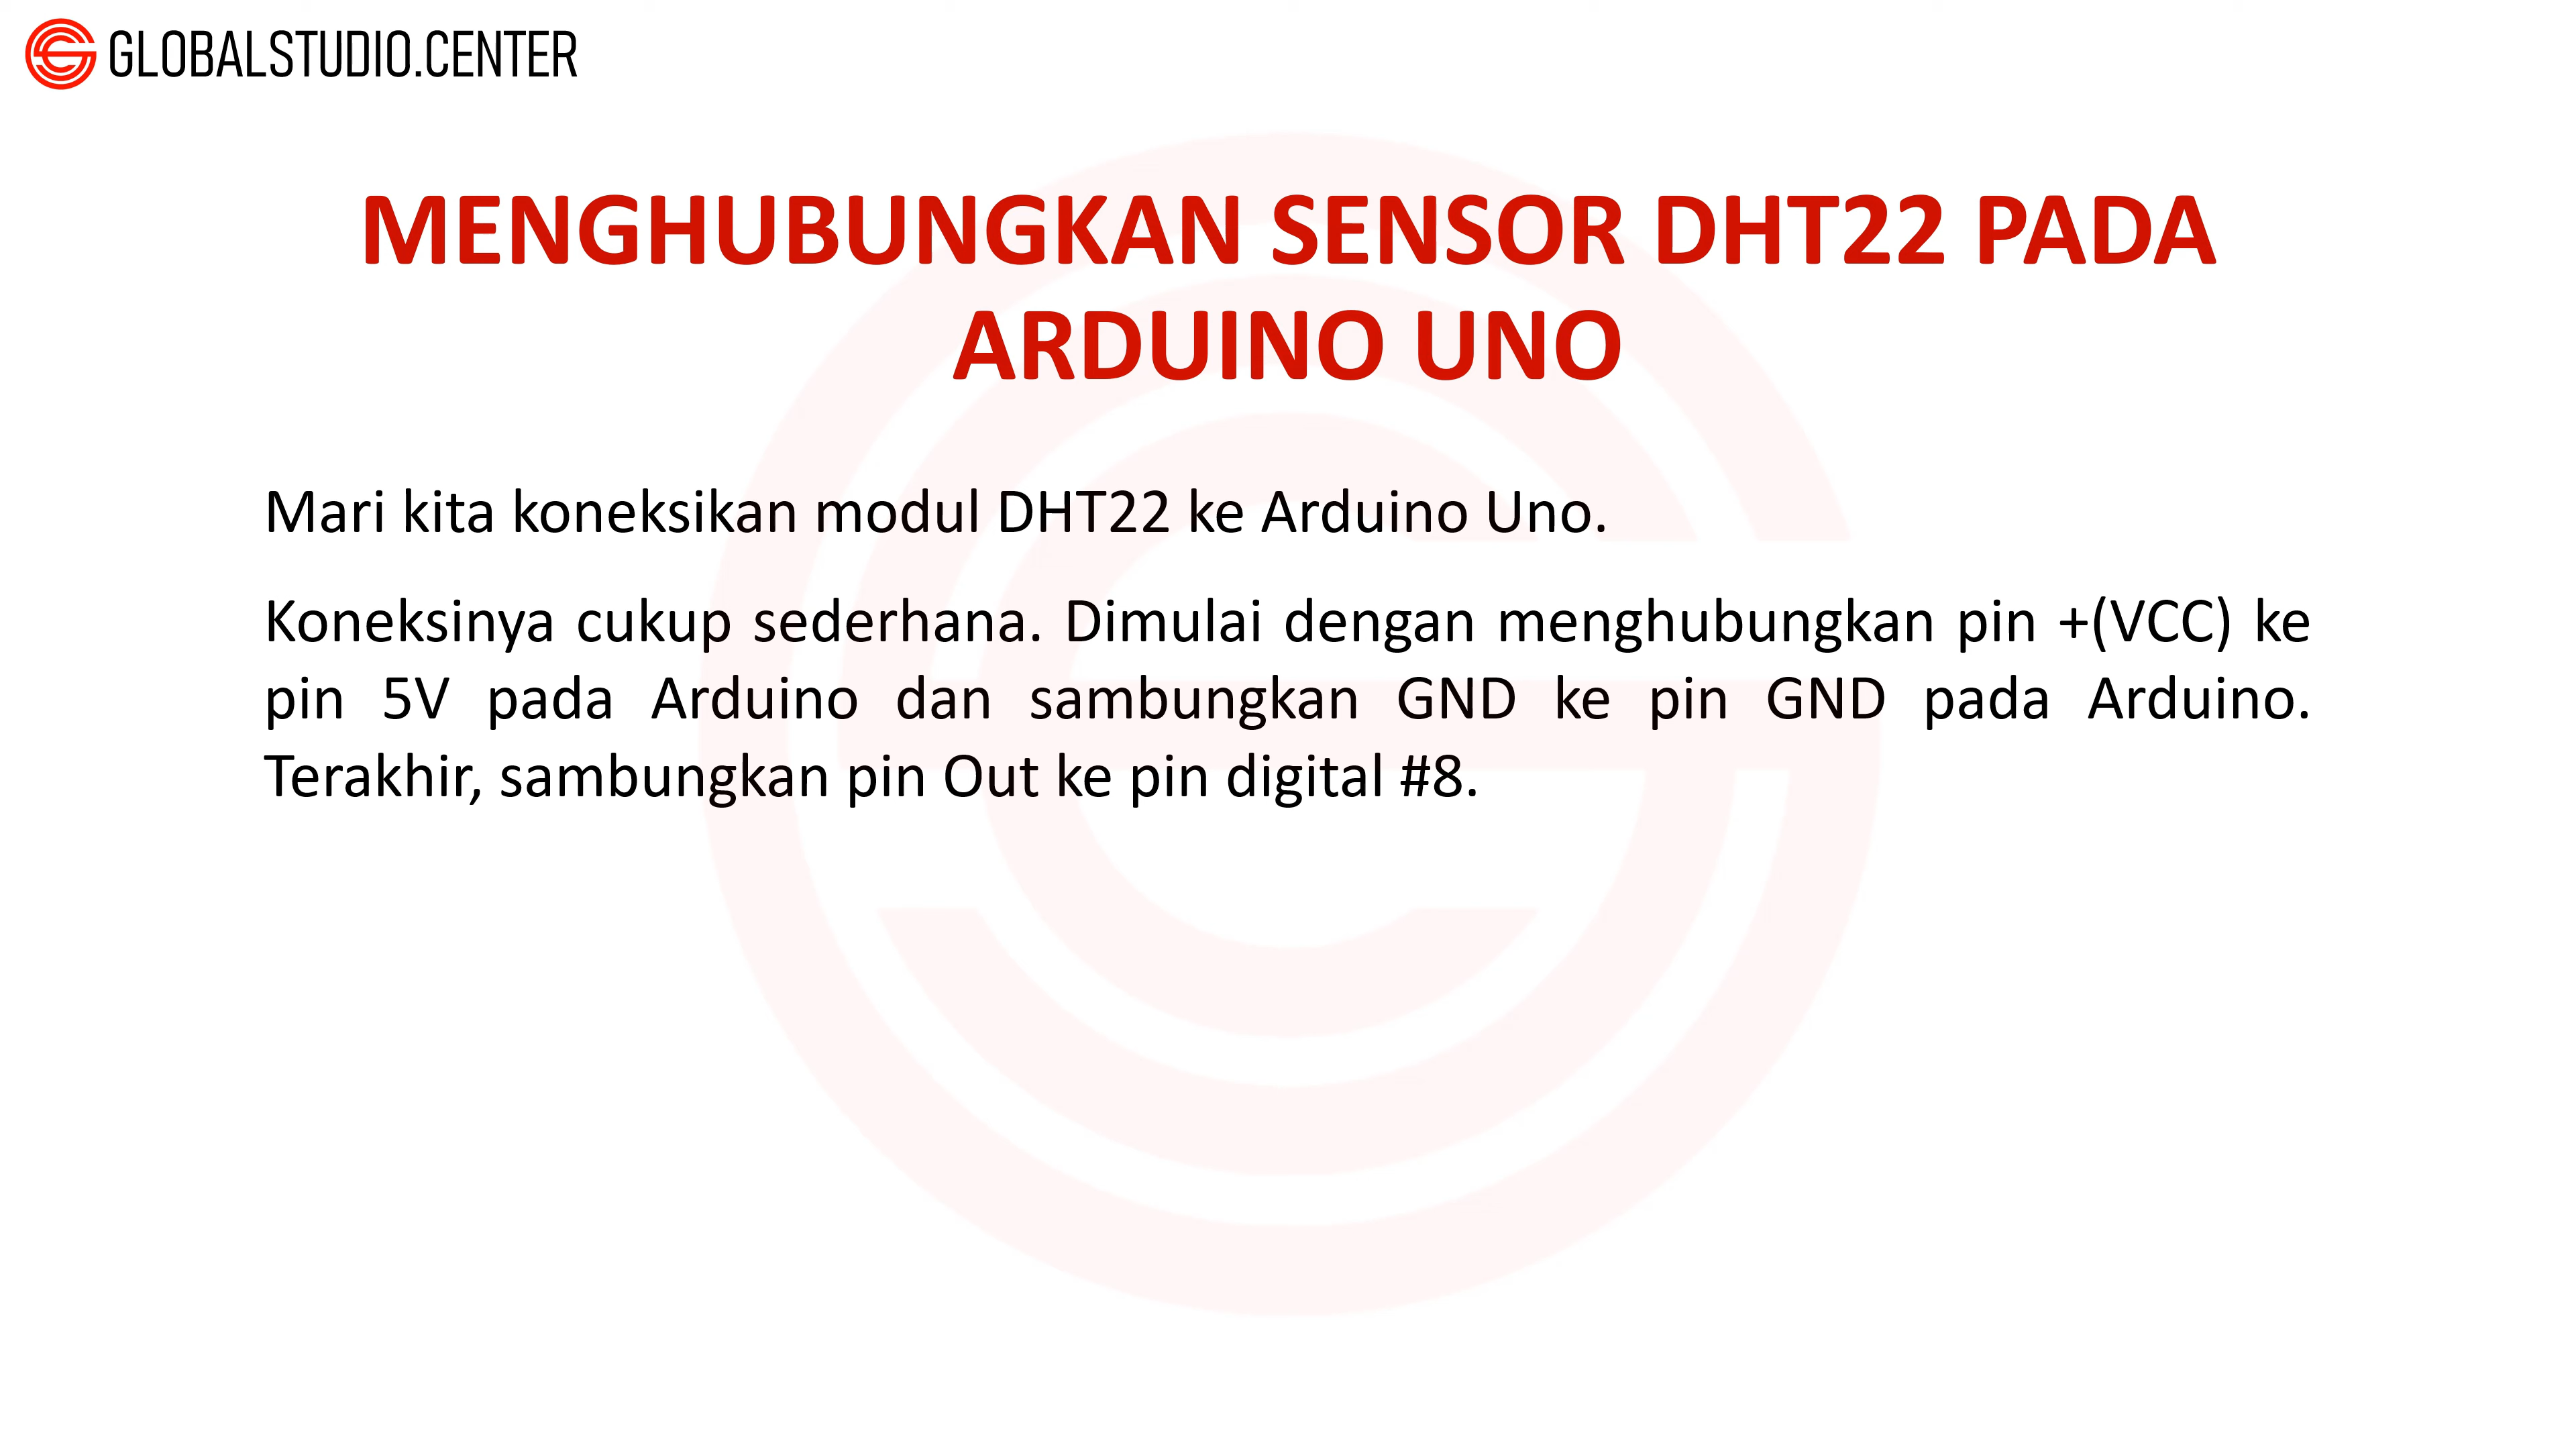 GLOBALSTUDIO.CENTER
MENGHUBUNGKAN SENSOR DHT22 PADA
ARDUINO UNO
Mari kita koneksikan modul DHT22 ke Arduino Uno.
Koneksinya cukup sederhana. Dimulai dengan menghubungkan pin +(VCC) ke
pin 5V pada Arduino dan sambungkan GND ke pin GND pada Arduino.
Terakhir, sambungkan pin Out ke pin digital #8.